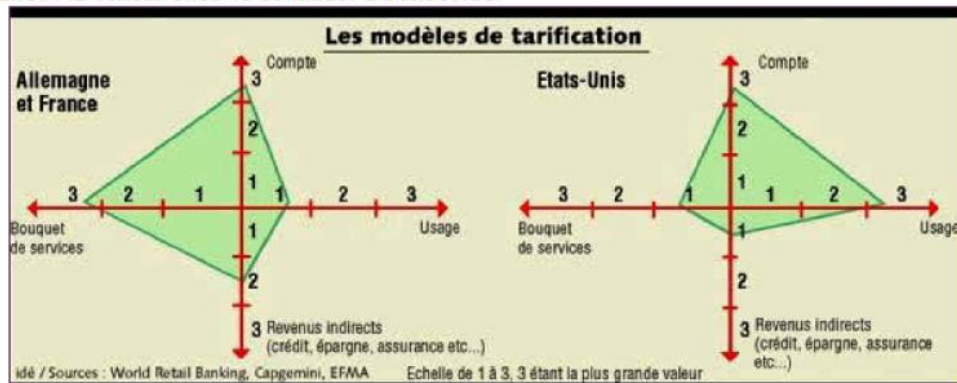 Les modèles de tarification
Allemagne
et France
Compte
3
2
1
3 2 1 1 2 3
Bouquet
de services
Usage
1
2
3 Revenus indirects
(crédit, épargne, assurance etc...)
Etats-Unis
Compte
3
2
1
3 2 1 1 2 3
Bouquet
de services
Usage
1
2
3 Revenus indirects
(crédit, épargne, assurance
etc...)
idé / Sources : World Retail Banking, Capgemini, EFMA Echelle de 1 à 3, 3 étant la plus grande valeur